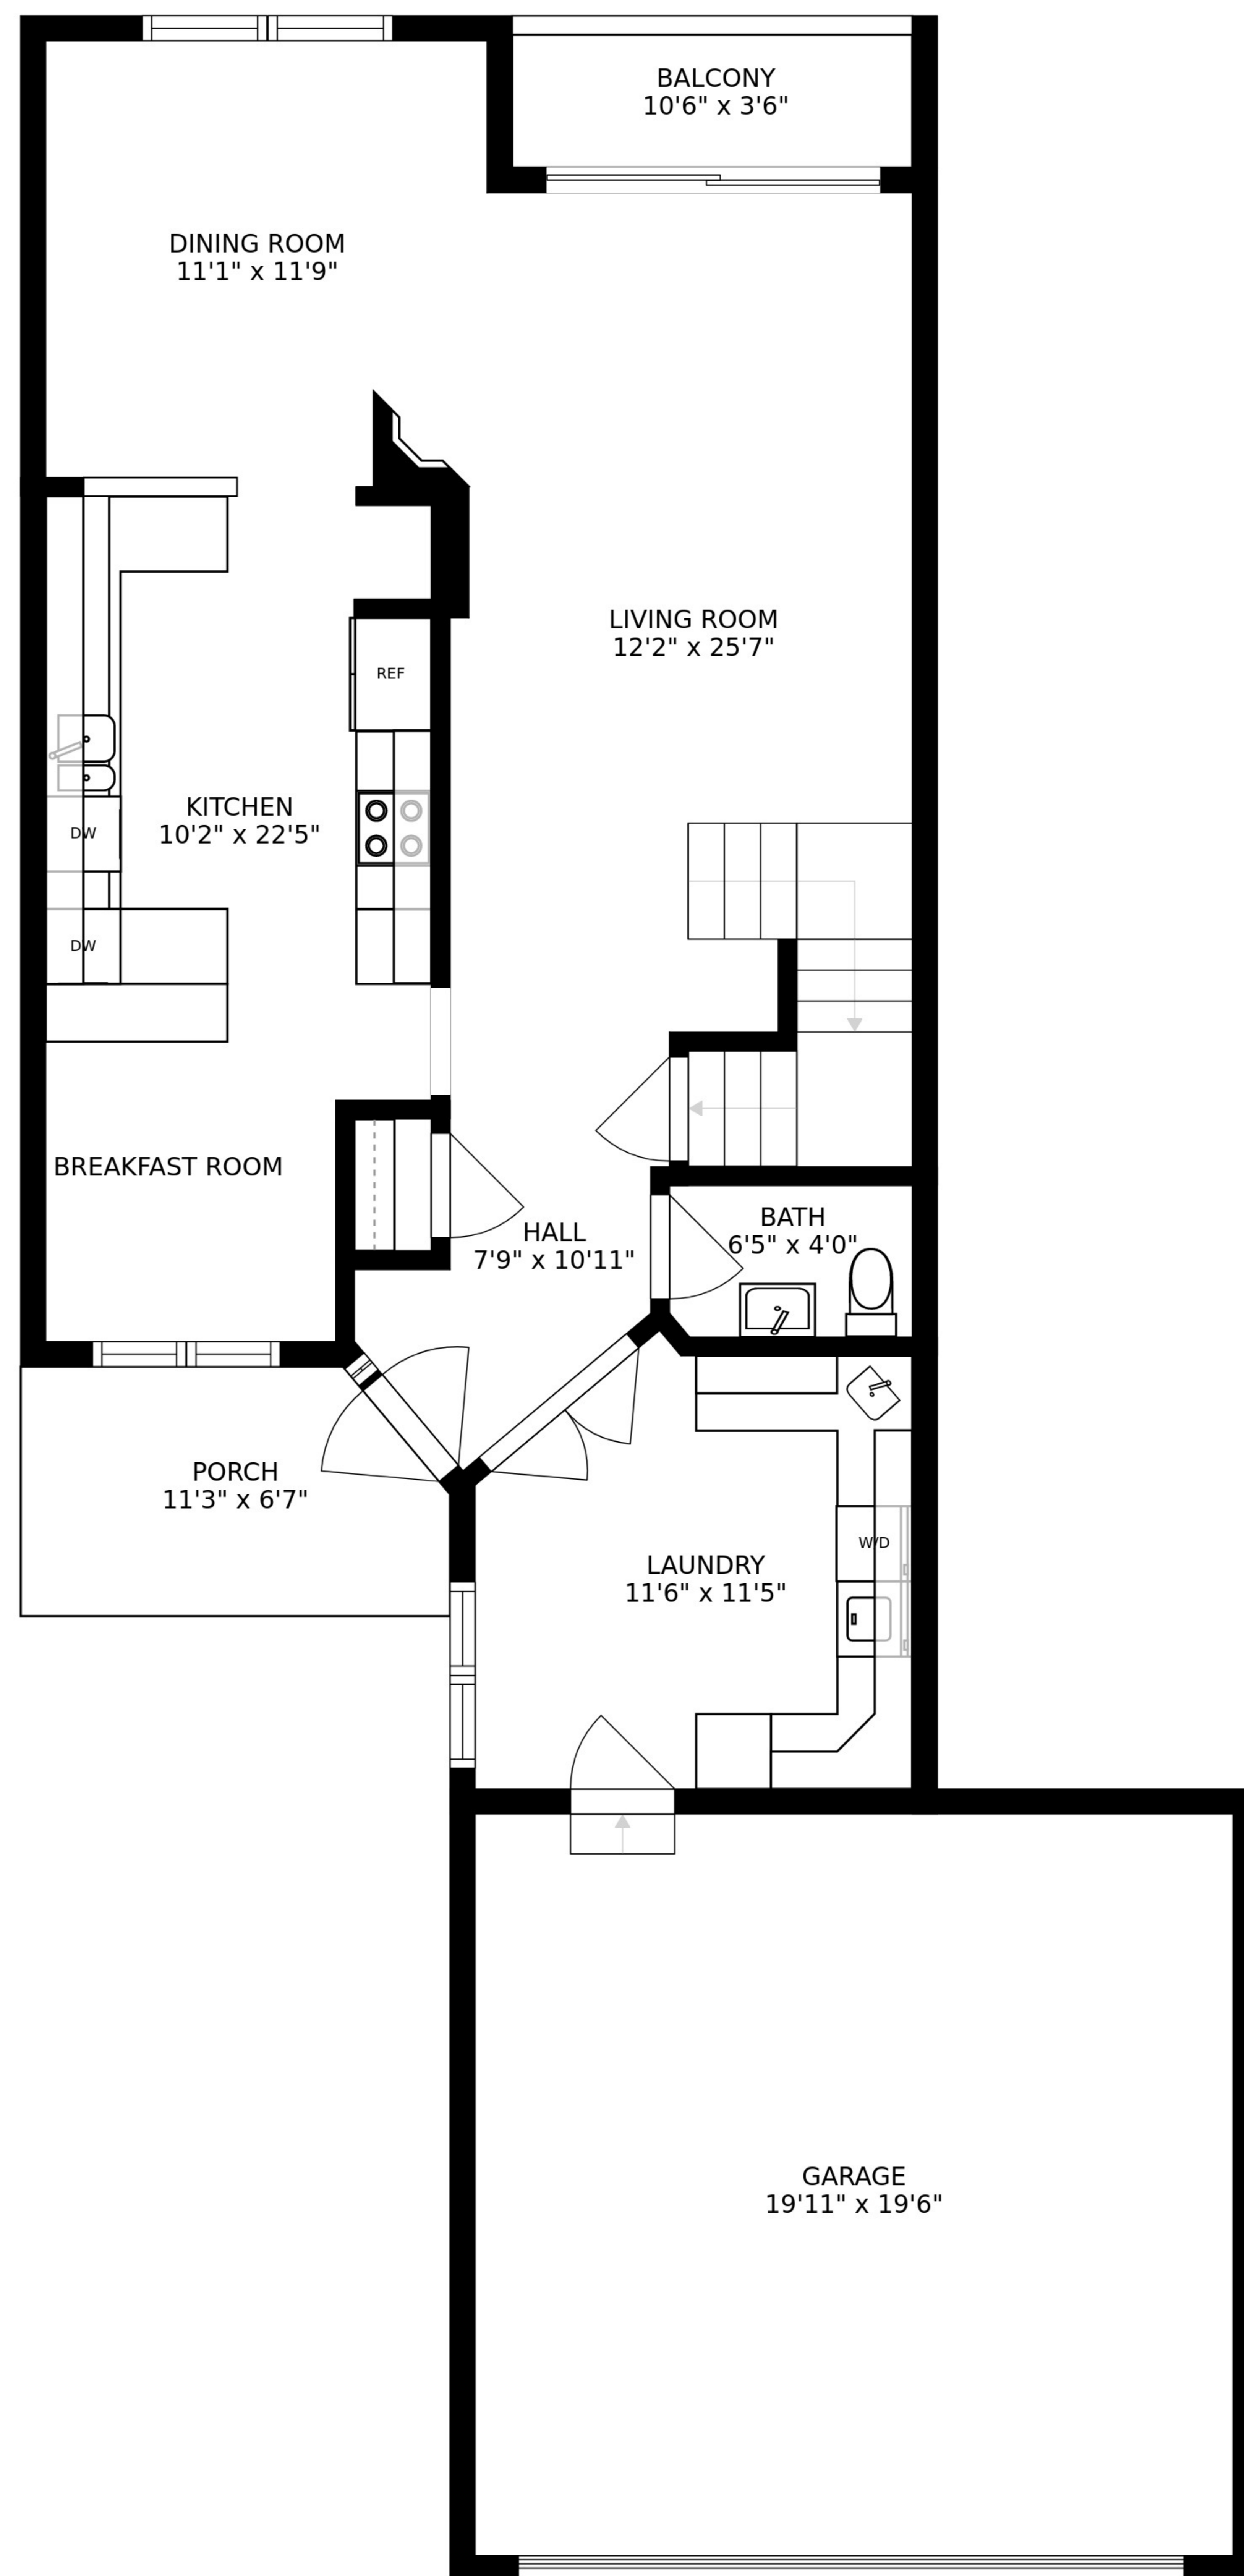 BALCONY
10'6" x 3'6"
DINING ROOM
11'1" x 11'9"
LIVING ROOM
12'2" x 25'7"
REF
KITCHEN
10'2" x 22'5"
DW
DW
BREAKFAST ROOM
BATH
6'5" x 4'0"
HALL
7'9" x 10'11"
PORCH
11'3" x 6'7"
W/D
LAUNDRY
11'6" x 11'5"
GARAGE
19'11" x 19'6"